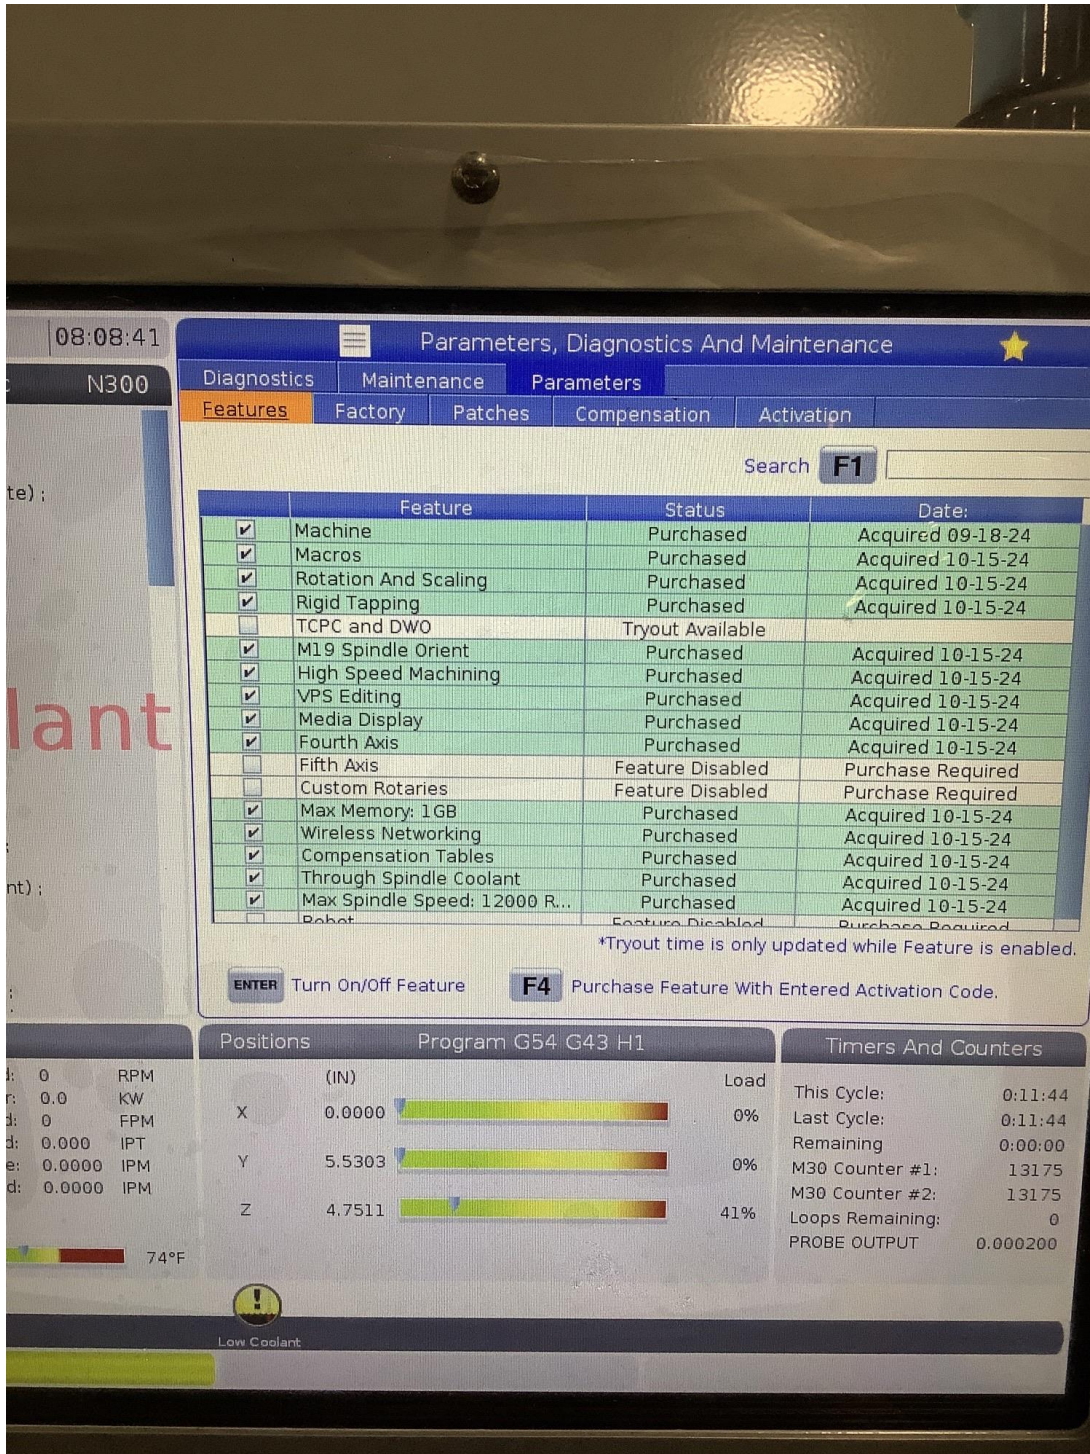 08:08:41
Parameters, Diagnostics And Maintenance
N300
Diagnostics Maintenance Parameters
Features Factory Patches Compensation Activation
Search F1
te);
Feature Status Date:
Machine Purchased Acquired 09-18-24
Macros Purchased Acquired 10-15-24
Rotation And Scaling Purchased Acquired 10-15-24
Rigid Tapping Purchased Acquired 10-15-24
TCPC and DWO Tryout Available
M19 Spindle Orient Purchased Acquired 10-15-24
High Speed Machining Purchased Acquired 10-15-24
VPS Editing Purchased Acquired 10-15-24
lant
Media Display Purchased Acquired 10-15-24
Fourth Axis Purchased Acquired 10-15-24
Fifth Axis Feature Disabled Purchase Required
Custom Rotaries Feature Disabled Purchase Required
Max Memory: 1GB Purchased Acquired 10-15-24
Wireless Networking Purchased Acquired 10-15-24
Compensation Tables Purchased Acquired 10-15-24
nt);
Through Spindle Coolant Purchased Acquired 10-15-24
Max Spindle Speed: 12000 R... Purchased Acquired 10-15-24
Robot Feature Disabled Purchase Required
*Tryout time is only updated while Feature is enabled.
ENTER Turn On/Off Feature F4 Purchase Feature With Entered Activation Code.
Positions Program G54 G43 H1
Timers And Counters
d: 0 RPM
r: 0.0 KW
d: 0 FPM
d: 0.000 IPT
e: 0.0000 IPM
d: 0.0000 IPM
74°F
(IN) Load
X 0.0000 0%
Y 5.5303 0%
Z 4.7511 41%
This Cycle: 0:11:44
Last Cycle: 0:11:44
Remaining 0:00:00
M30 Counter #1: 13175
M30 Counter #2: 13175
Loops Remaining: 0
PROBE OUTPUT 0.000200
!
Low Coolant